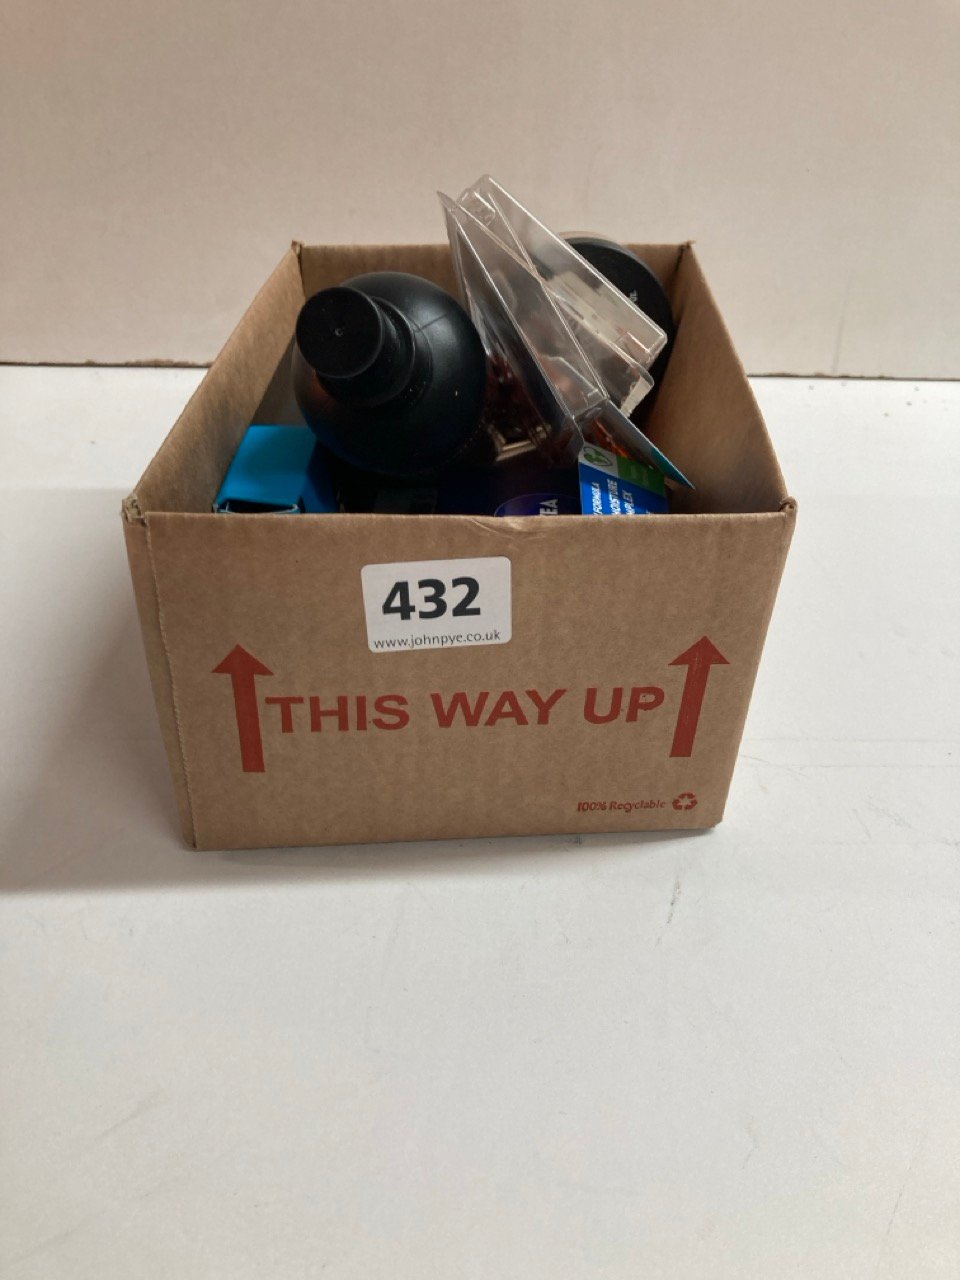 432
www.johnpye.co.uk
THIS WAY UP
100% Recyclable